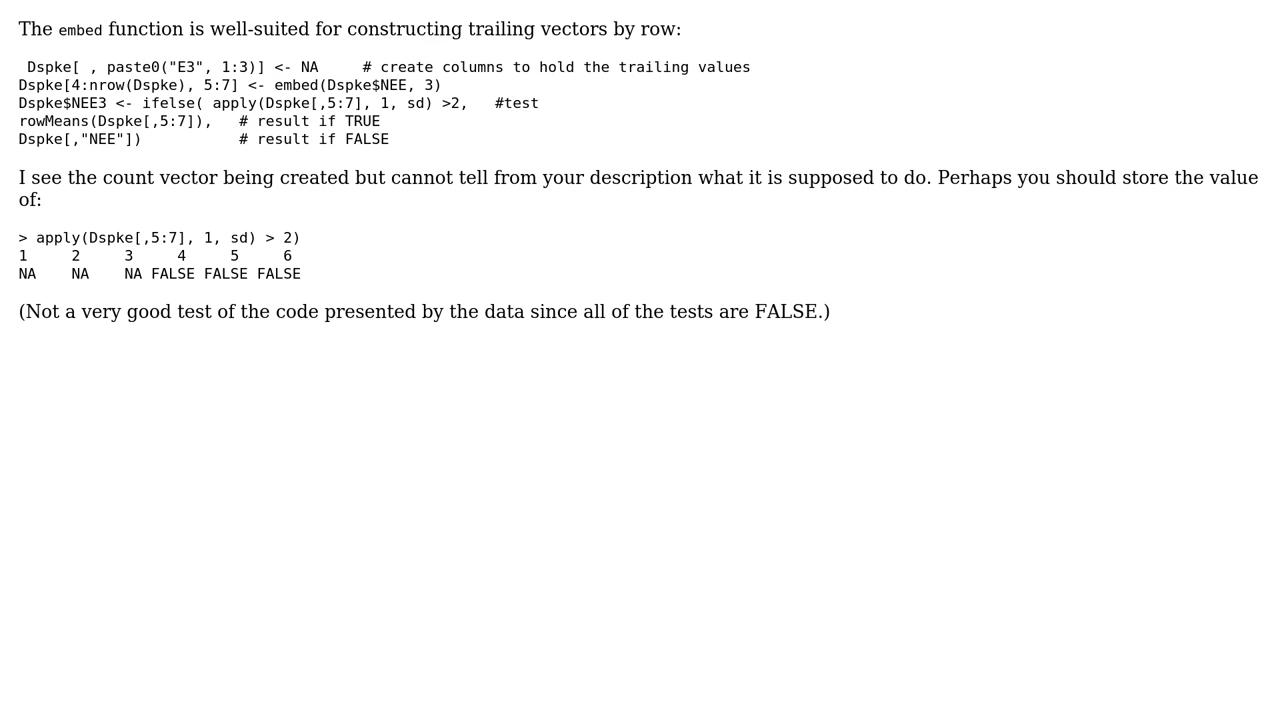 The embed function is well-suited for constructing trailing vectors by row:
 Dspke[ , paste0("E3", 1:3)] <- NA     # create columns to hold the trailing values
Dspke[4:nrow(Dspke), 5:7] <- embed(Dspke$NEE, 3)
Dspke$NEE3 <- ifelse( apply(Dspke[,5:7], 1, sd) >2,   #test
rowMeans(Dspke[,5:7]),   # result if TRUE
Dspke[,"NEE"])           # result if FALSE
I see the count vector being created but cannot tell from your description what it is supposed to do. Perhaps you should store the value
of:
> apply(Dspke[,5:7], 1, sd) > 2)
1     2     3     4     5     6
NA    NA    NA FALSE FALSE FALSE
(Not a very good test of the code presented by the data since all of the tests are FALSE.)